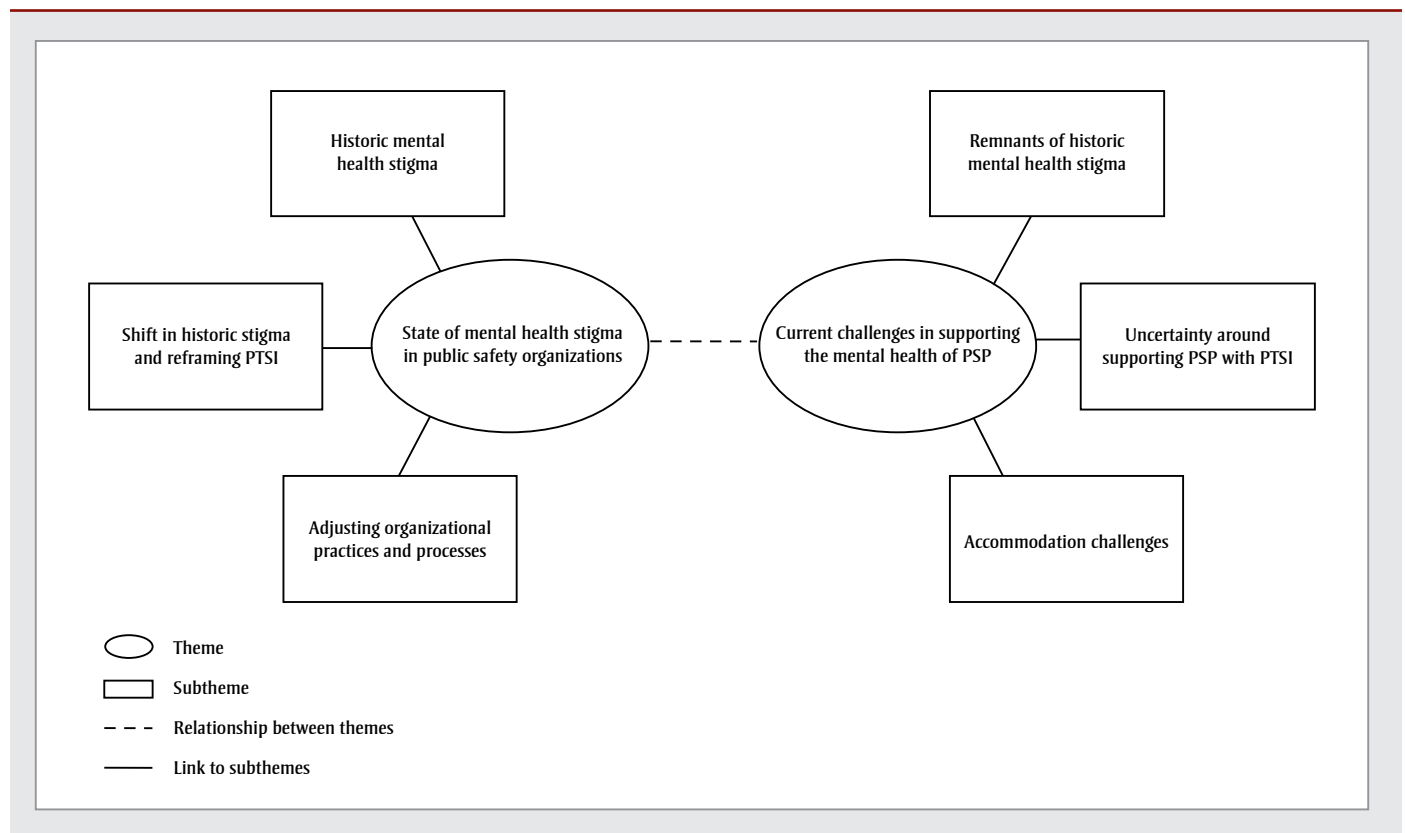 Historic mental
health stigma
Remnants of historic
mental health stigma
Shift in historic stigma
and reframing PTSI
State of mental health stigma
in public safety organizations
Current challenges in supporting
the mental health of PSP
Uncertainty around
supporting PSP with PTSI
Adjusting organizational
practices and processes
Accommodation challenges
Theme
Subtheme
Relationship between themes
Link to subthemes